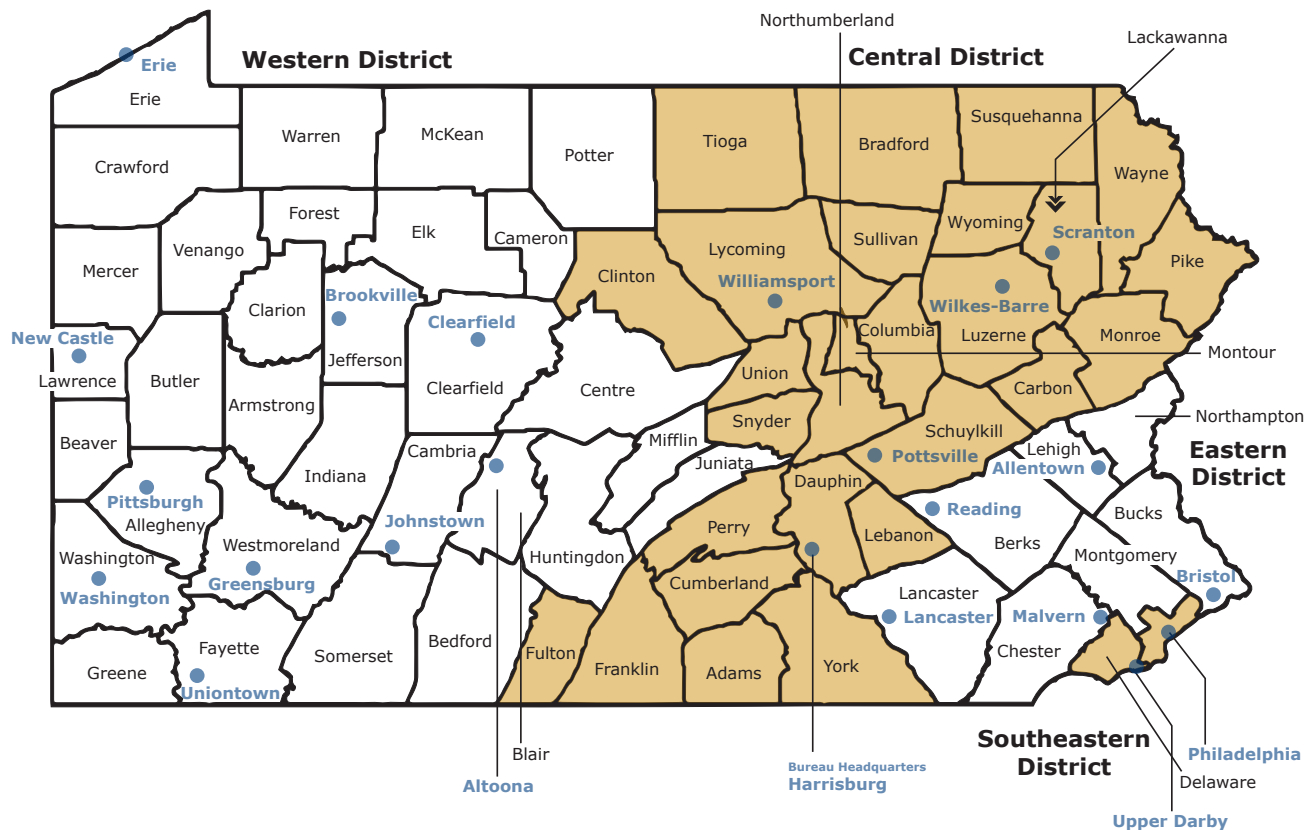 Northumberland
Lackawanna
Western District
Central District
Erie
Erie
Warren
McKean
Potter
Tioga
Bradford
Susquehanna
Crawford
Wayne
Forest
Venango
Elk
Cameron
Wyoming
Scranton
Mercer
Clinton
Lycoming
Sullivan
Pike
Williamsport
Wilkes-Barre
Clarion
Brookville
Clearfield
New Castle
Columbia
Luzerne
Monroe
Montour
Lawrence
Butler
Jefferson
Clearfield
Centre
Union
Carbon
Armstrong
Northampton
Beaver
Snyder
Schuylkill
Mifflin
Cambria
Juniata
Pottsville
Lehigh
Allentown
Eastern
District
Indiana
Dauphin
Pittsburgh
Allegheny
Johnstown
Reading
Bucks
Perry
Lebanon
Berks
Westmoreland
Washington
Huntingdon
Montgomery
Greensburg
Cumberland
Bristol
Washington
Lancaster
Lancaster
Malvern
Bedford
Fayette
Somerset
Fulton
Franklin
Adams
York
Chester
Greene
Uniontown
Blair
Southeastern
District
Philadelphia
Bureau Headquarters
Harrisburg
Delaware
Altoona
Upper Darby